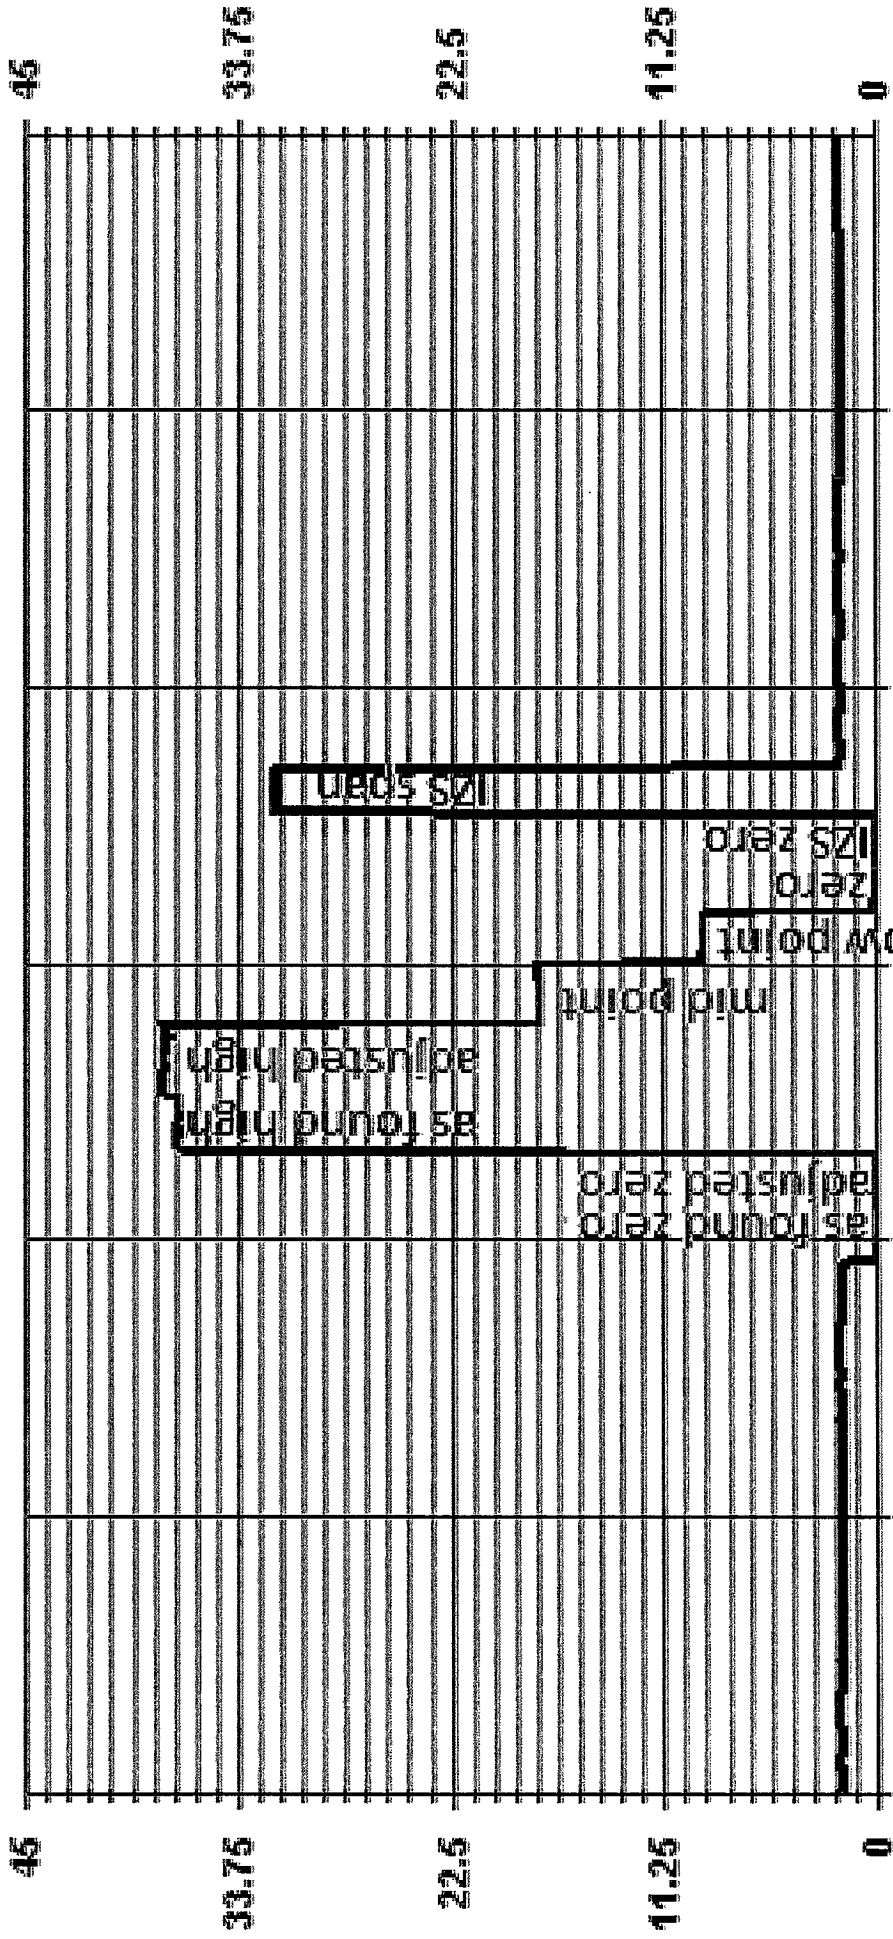 45
33.75
22.5
11.25
0
as found zero
adjusted zero
as found high
adjusted high
mid point
ow point
zero
IZS zero
IZS span
45
33.75
22.5
11.25
0